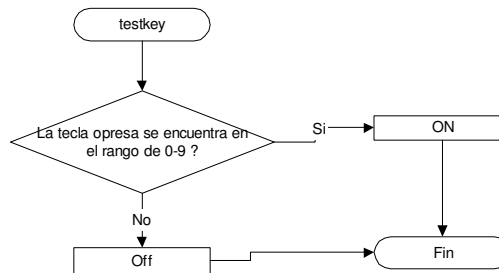 testkey
La tecla opresa se encuentra en
el rango de 0-9 ?
Si
ON
No
Off
Fin